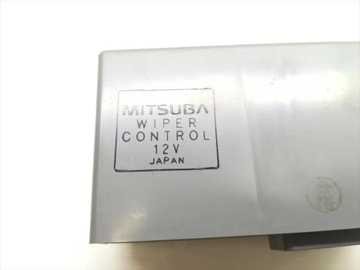 MITSUBA
WIPER
CONTROL
12V
JAPAN